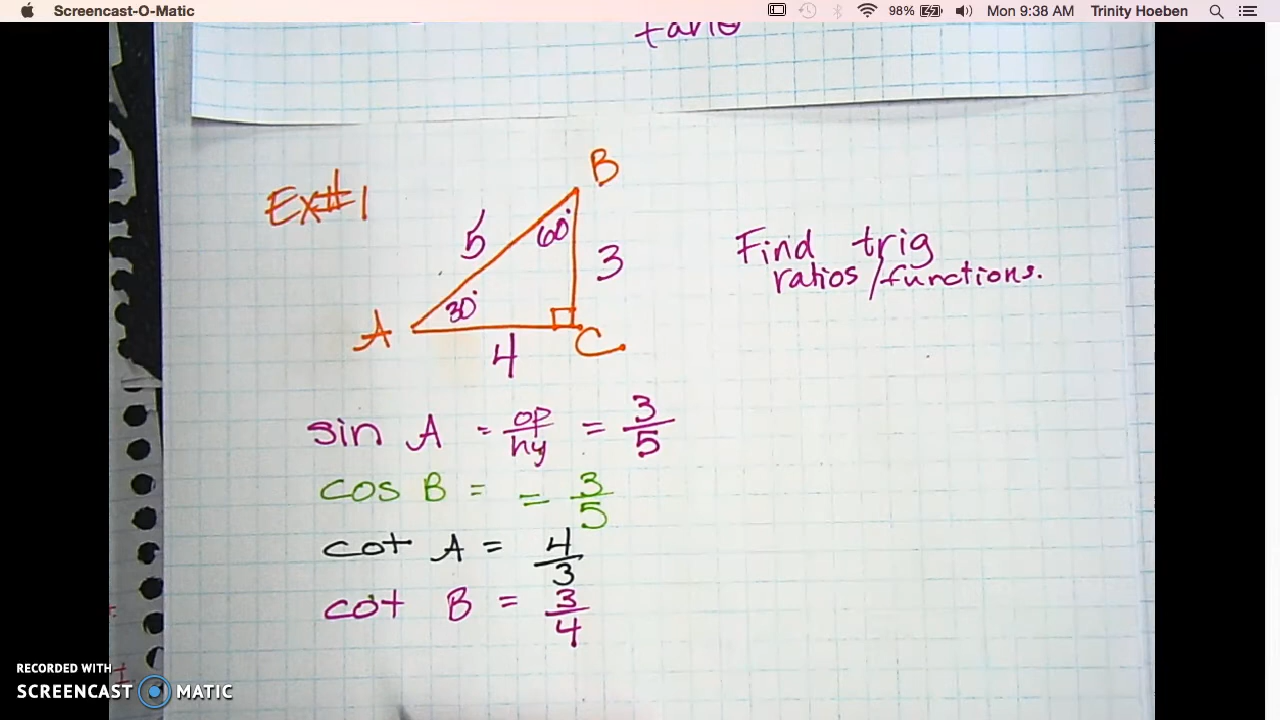 Screencast-O-Matic
98%
Mon 9:38 AM
Trinity Hoeben
tanθ
Ex#1
B
5
60°
3
Find trig
ratios/functions.
30°
A
C
4
sin A = op/hy = 3/5
cos B = = 3/5
cot A = 4/3
cot B = 3/4
RECORDED WITH
SCREENCAST MATIC